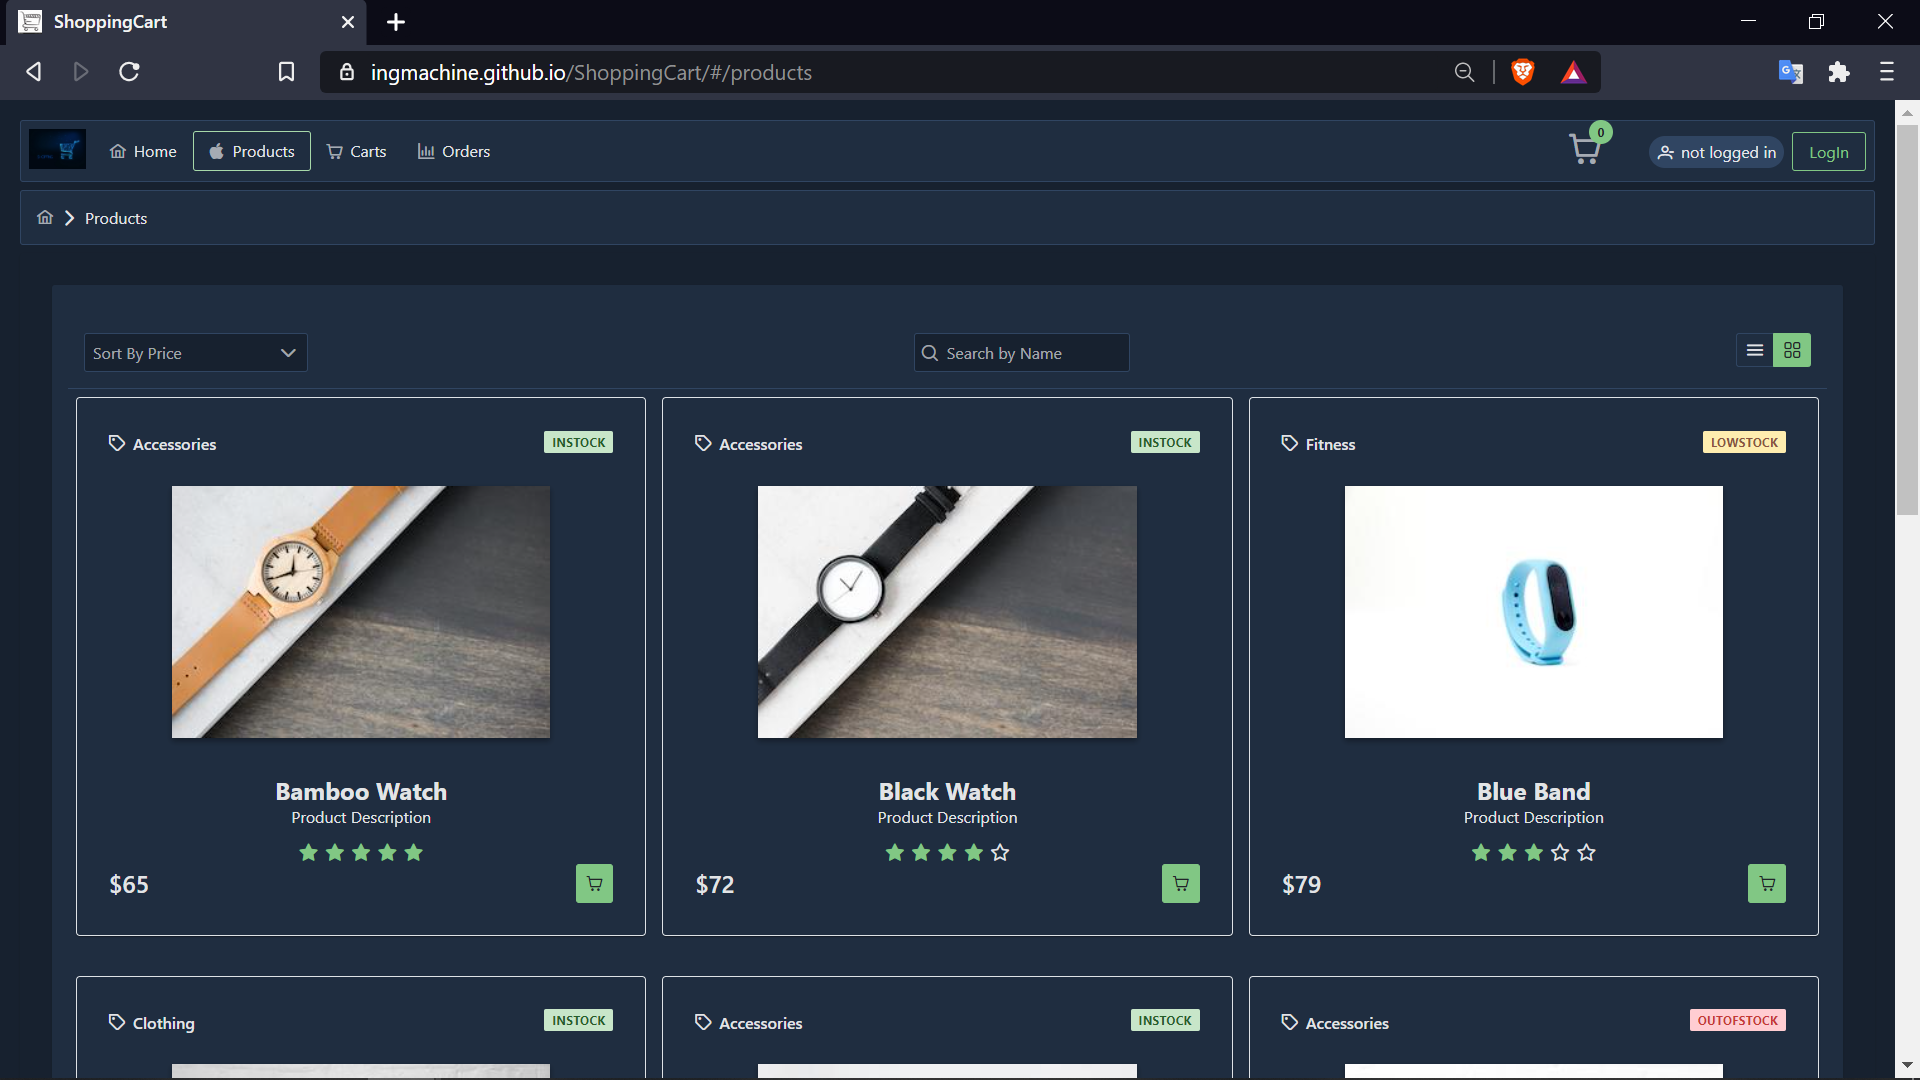 ShoppingCart
ingmachine.github.io/ShoppingCart/#/products
Home
Products
Carts
Orders
0
not logged in
LogIn
Products
Sort By Price
Search by Name
Accessories
INSTOCK
Accessories
INSTOCK
Fitness
LOWSTOCK
Bamboo Watch
Product Description
$65
Black Watch
Product Description
$72
Blue Band
Product Description
$79
Clothing
INSTOCK
Accessories
INSTOCK
Accessories
OUTOFSTOCK